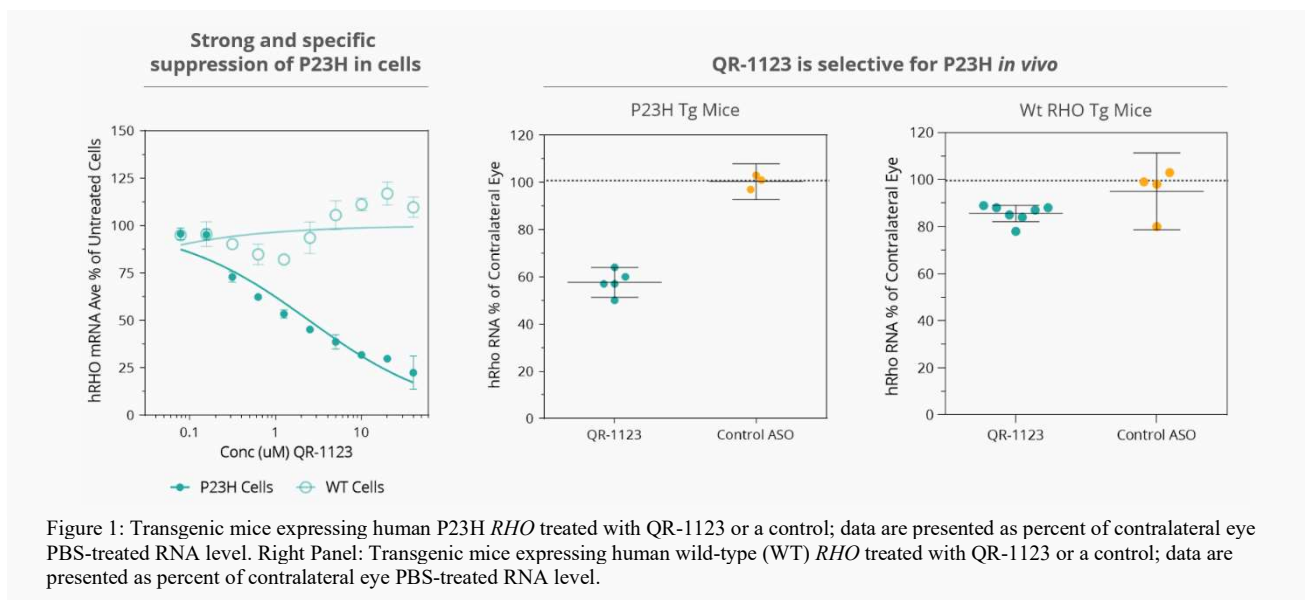 Strong and specific
suppression of P23H in cells
QR-1123 is selective for P23H in vivo
hRHO mRNA Ave % of Untreated Cells
150
125
100
75
50
25
0
0.1
1
10
Conc (uM) QR-1123
P23H Cells
WT Cells
P23H Tg Mice
hRho RNA % of Contralateral Eye
120
100
80
60
40
20
0
QR-1123
Control ASO
Wt RHO Tg Mice
hRho RNA % of Contralateral Eye
120
100
80
60
40
20
0
QR-1123
Control ASO
Figure 1: Transgenic mice expressing human P23H RHO treated with QR-1123 or a control; data are presented as percent of contralateral eye
PBS-treated RNA level. Right Panel: Transgenic mice expressing human wild-type (WT) RHO treated with QR-1123 or a control; data are
presented as percent of contralateral eye PBS-treated RNA level.